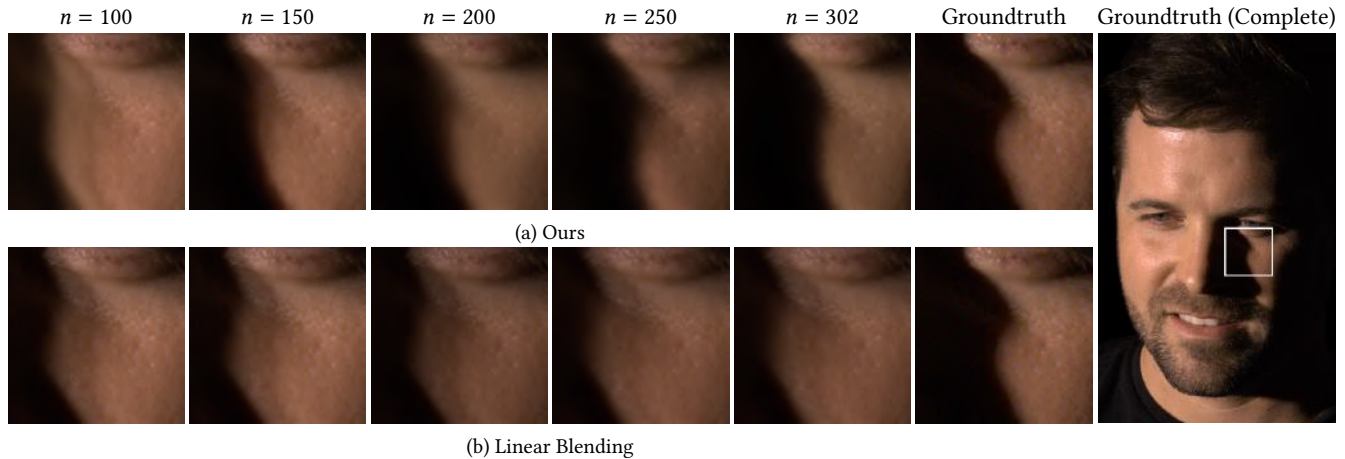 n = 100 n = 150 n = 200 n = 250 n = 302 Groundtruth Groundtruth (Complete)
(a) Ours
(b) Linear Blending